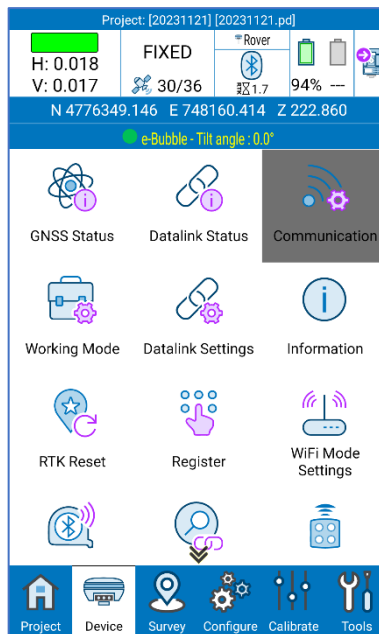 Project: [20231121] [20231121.pd]
H: 0.018
V: 0.017
FIXED
30/36
Rover
1.7
94% ---
N 4776349.146 E 748160.414 Z 222.860
e-Bubble - Tilt angle : 0.0°
GNSS Status
Datalink Status
Communication
Working Mode
Datalink Settings
Information
RTK Reset
Register
WiFi Mode
Settings
Project
Device
Survey
Configure
Calibrate
Tools